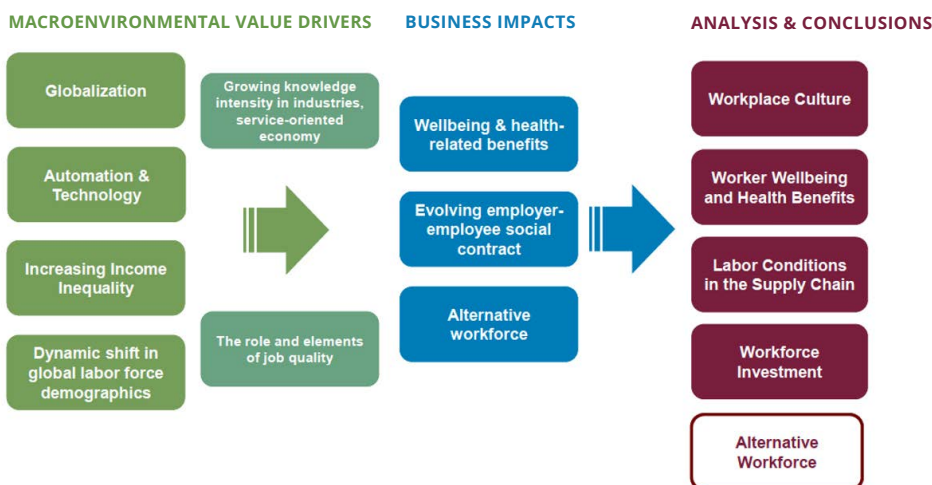 MACROENVIRONMENTAL VALUE DRIVERS
Globalization
Automation &
Technology
Increasing Income
Inequality
Dynamic shift in
global labor force
demographics
Growing knowledge
intensity in industries,
service-oriented
economy
The role and elements
of job quality
BUSINESS IMPACTS
Wellbeing & health-
related benefits
Evolving employer-
employee social
contract
Alternative
workforce
ANALYSIS & CONCLUSIONS
Workplace Culture
Worker Wellbeing
and Health Benefits
Labor Conditions
in the Supply Chain
Workforce
Investment
Alternative
Workforce